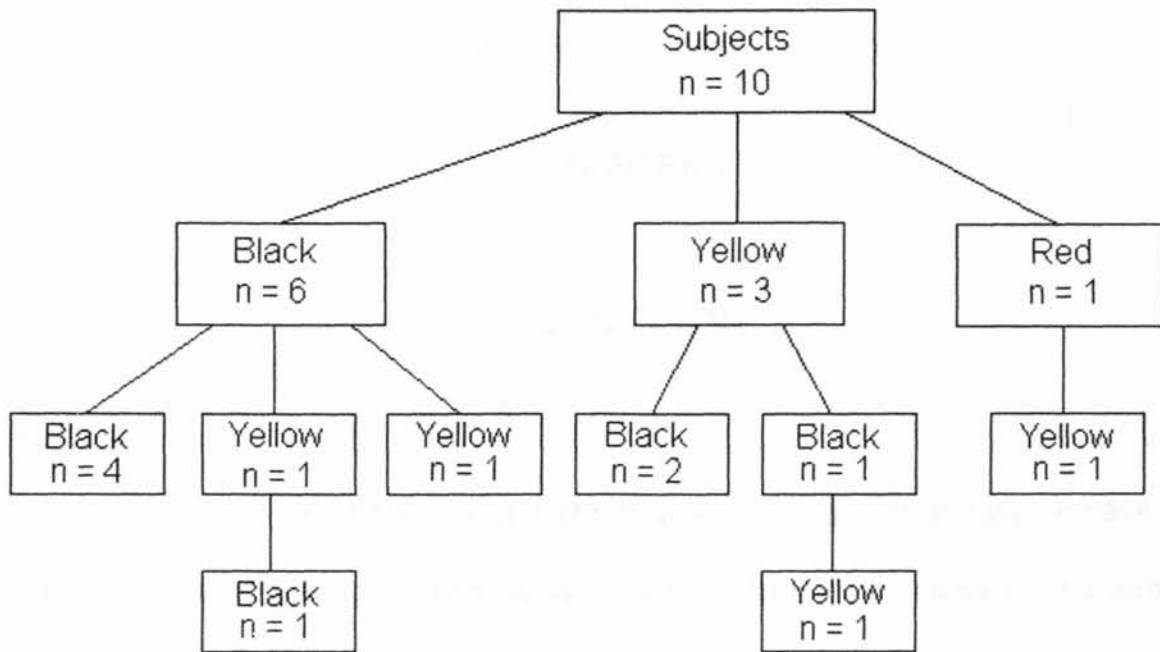 Subjects
n = 10
Black
n = 6
Yellow
n = 3
Red
n = 1
Black
n = 4
Yellow
n = 1
Yellow
n = 1
Black
n = 2
Black
n = 1
Yellow
n = 1
Black
n = 1
Yellow
n = 1